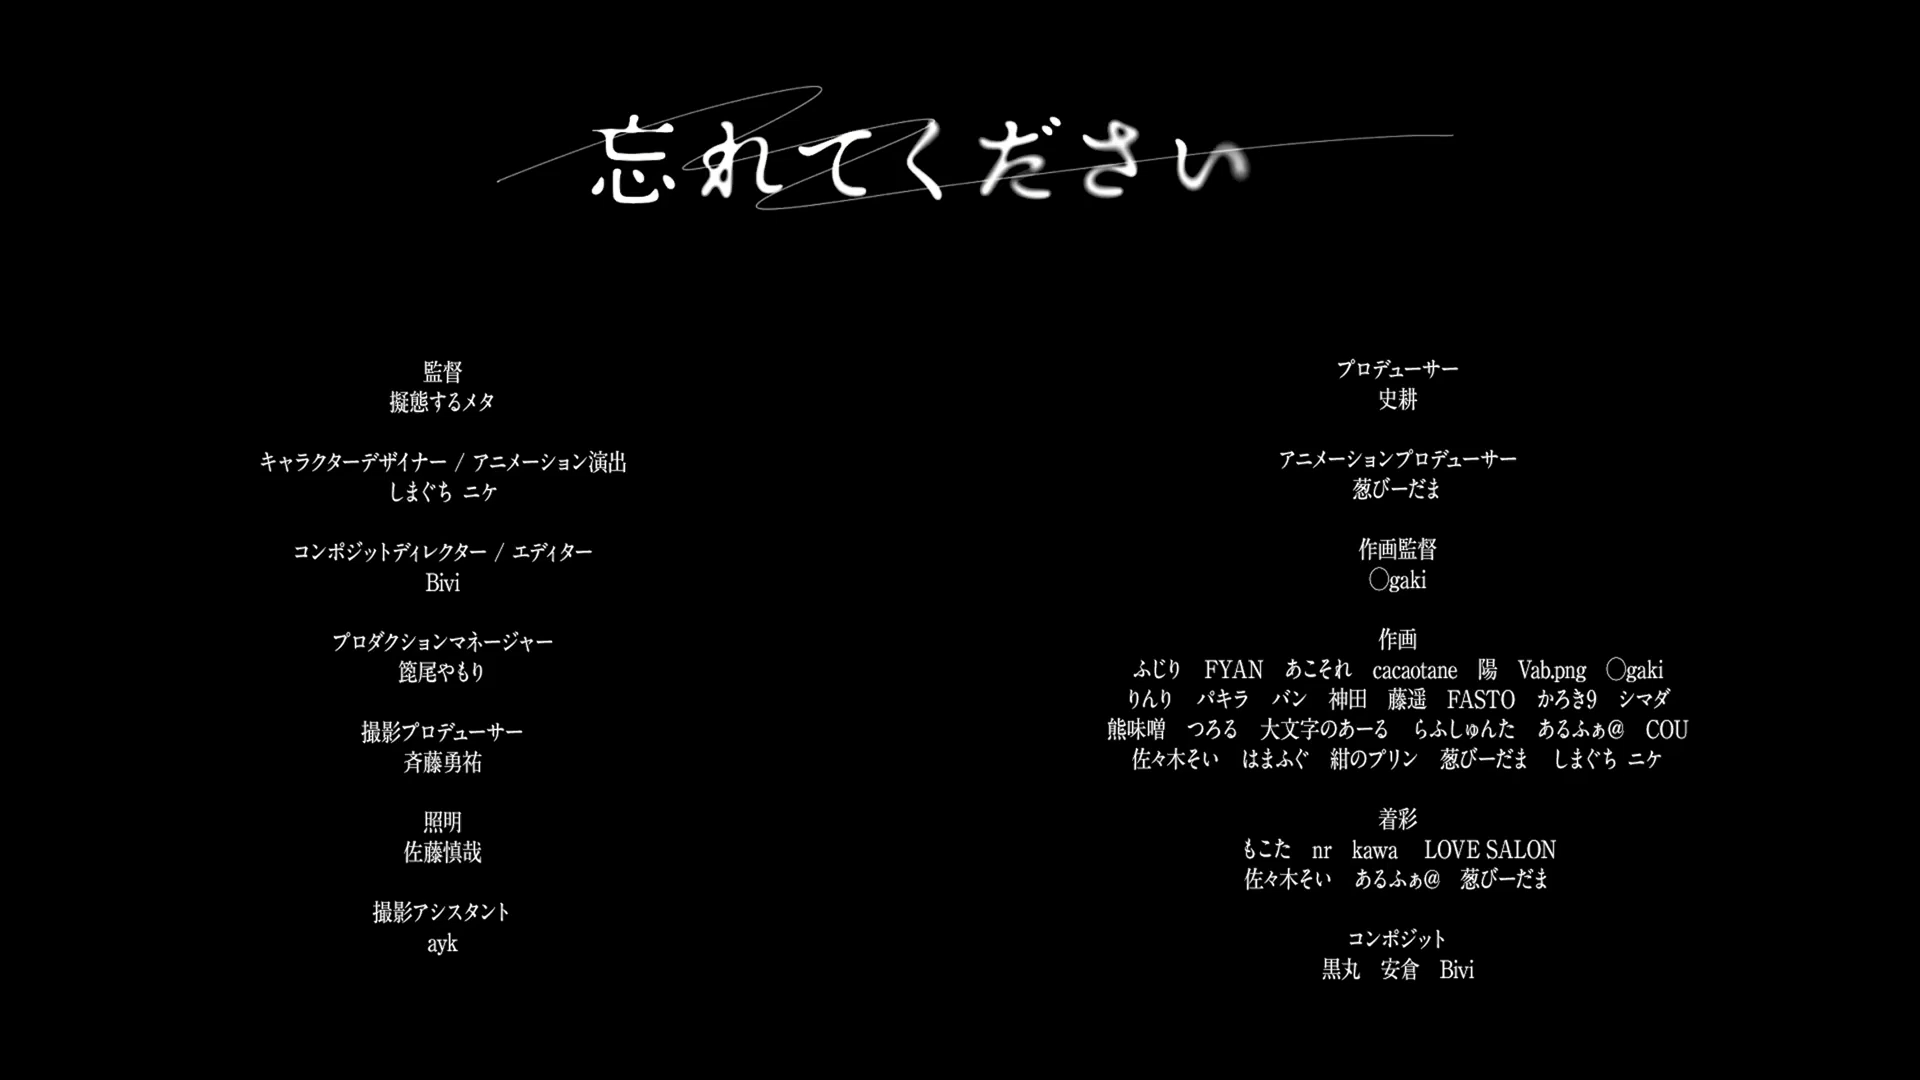 忘れてください
監督
擬態するメタ
キャラクターデザイナー / アニメーション演出
しまぐち ニケ
コンポジットディレクター / エディター
Bivi
プロダクションマネージャー
箆尾やもり
撮影プロデューサー
斉藤勇祐
照明
佐藤慎哉
撮影アシスタント
ayk
プロデューサー
史耕
アニメーションプロデューサー
葱びーだま
作画監督
◯gaki
作画
ふじり　FYAN　あこそれ　cacaotane　陽　Vab.png　◯gaki
りんり　パキラ　バン　神田　藤遥　FASTO　かろき9　シマダ
熊味噌　つろる　大文字のあーる　らふしゅんた　あるふぁ@　COU
佐々木そい　はまふぐ　紺のプリン　葱びーだま　しまぐち ニケ
着彩
もこた　nr　kawa　LOVE SALON
佐々木そい　あるふぁ@　葱びーだま
コンポジット
黒丸　安倉　Bivi